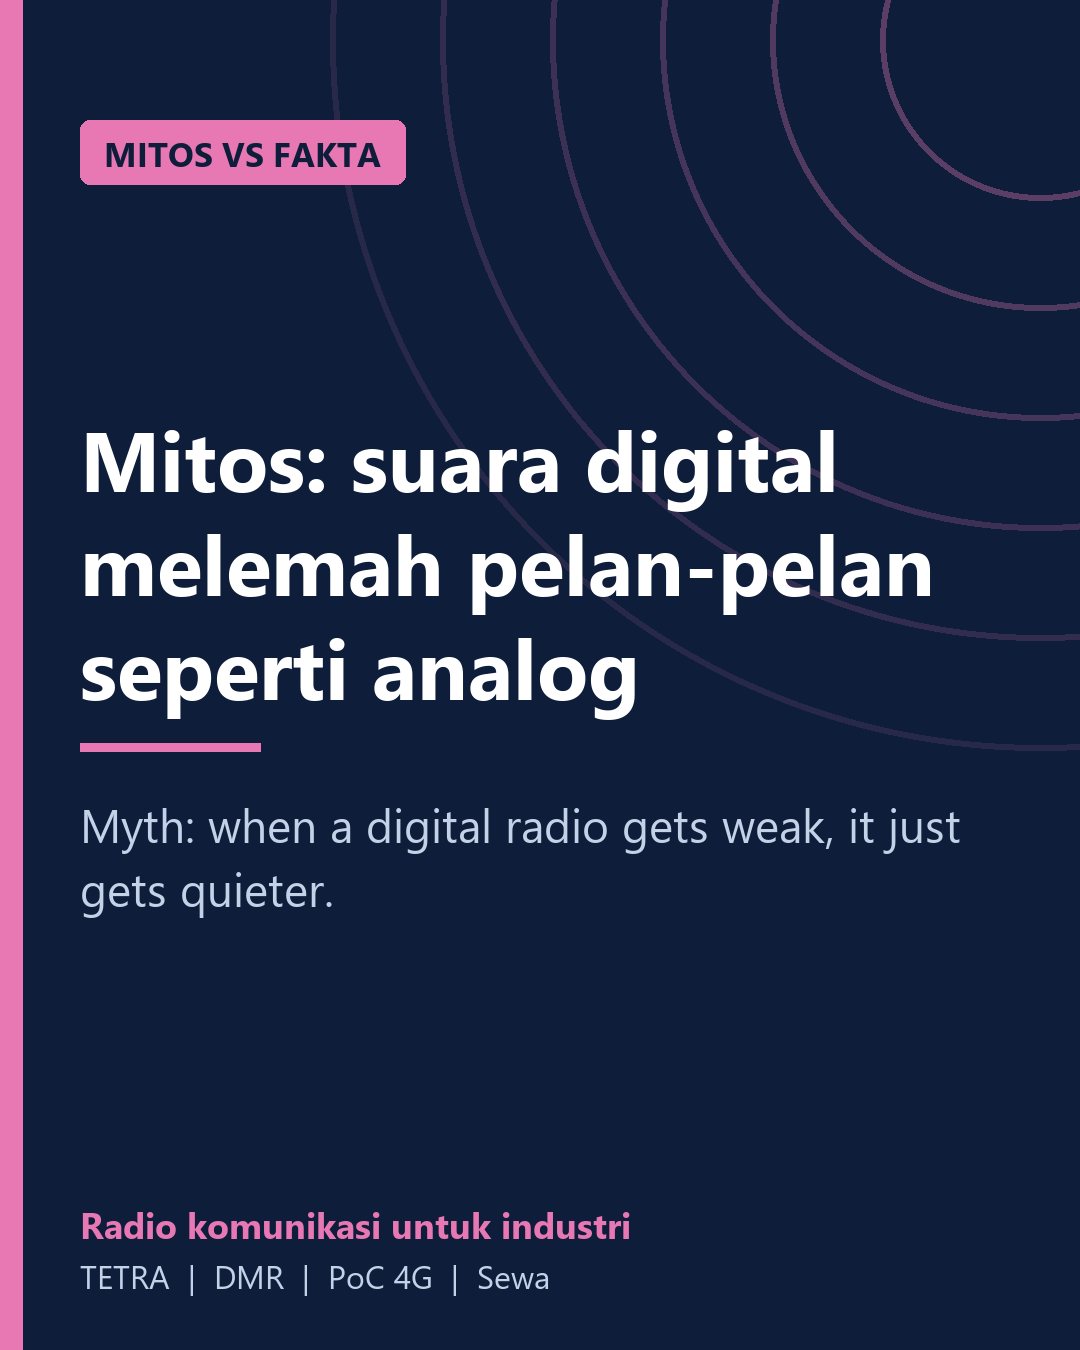 MITOS VS FAKTA
Mitos: suara digital
melemah pelan-pelan
seperti analog
Myth: when a digital radio gets weak, it just
gets quieter.
Radio komunikasi untuk industri
TETRA | DMR | PoC 4G | Sewa